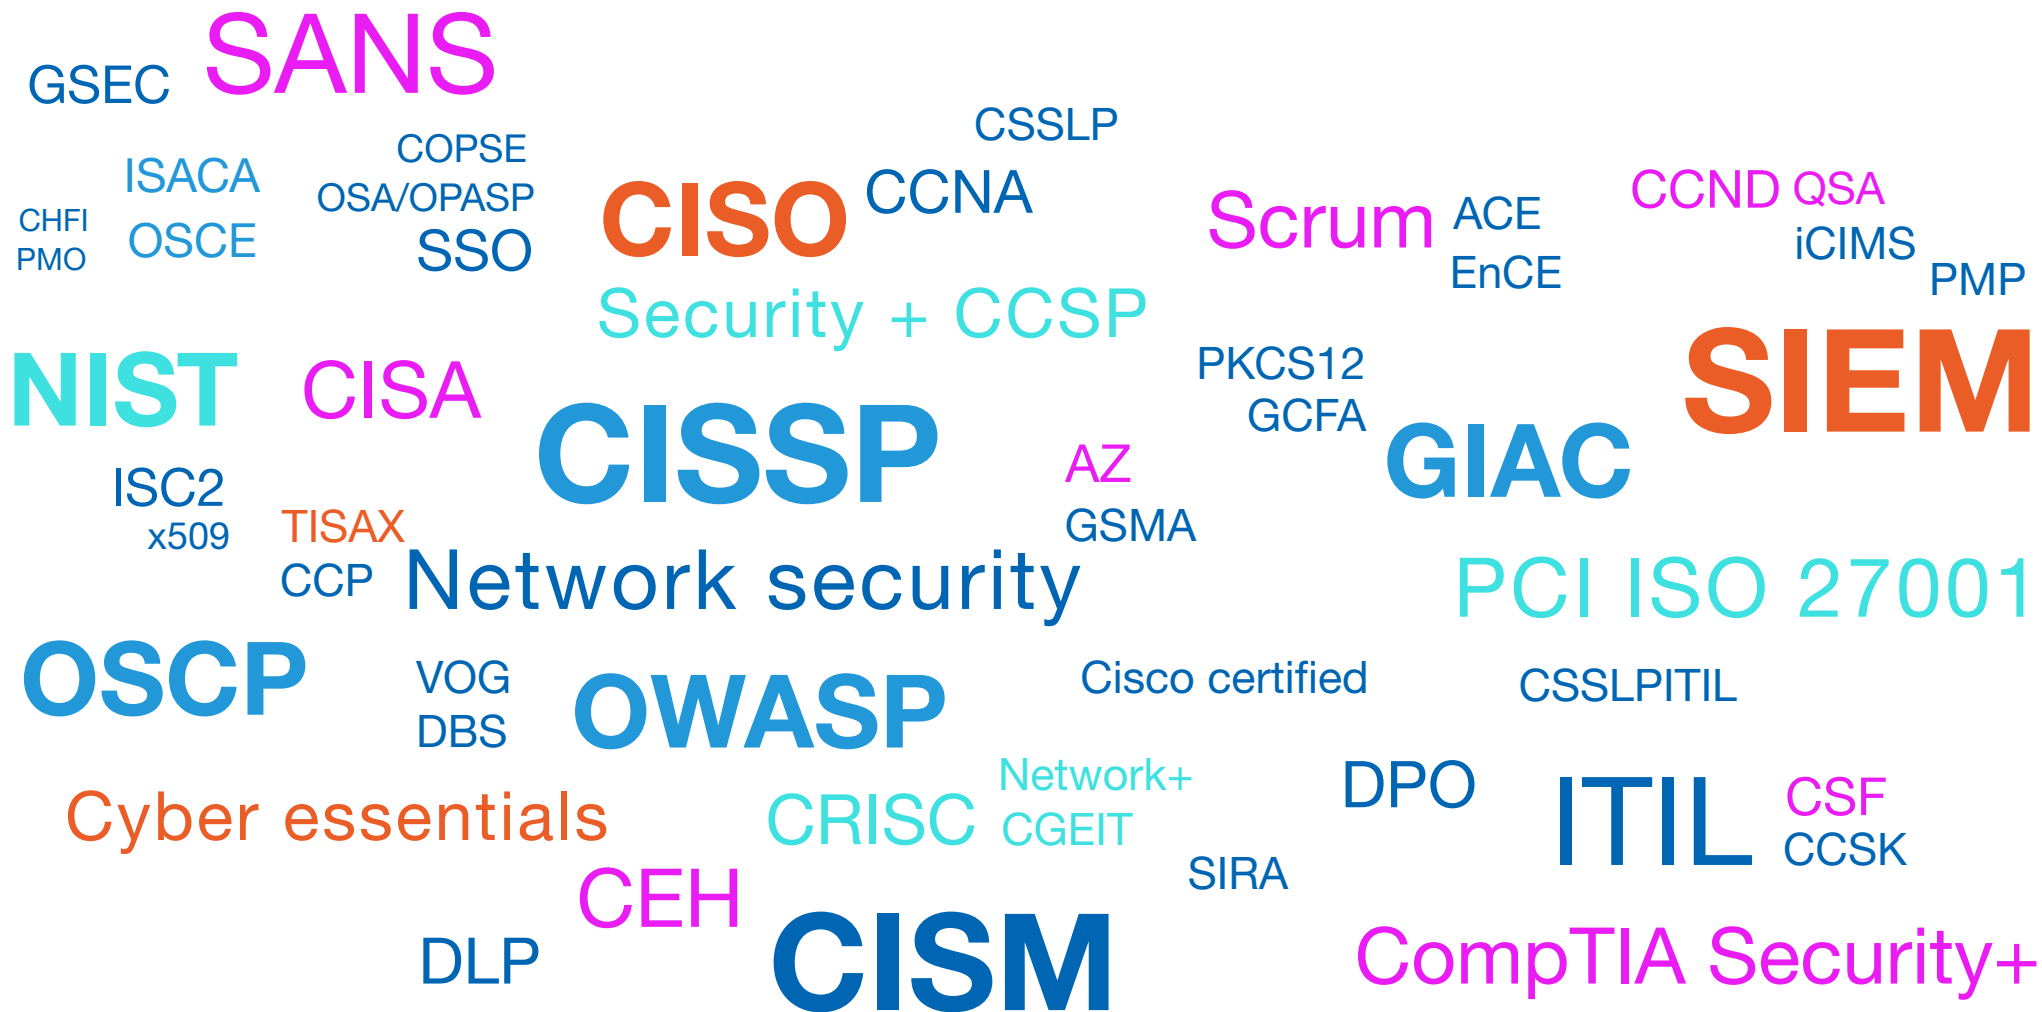 SANS
GSEC
CSSLP
COPSE
ISACA
OSA/OPASP
CISO
CCNA
Scrum
ACE
CCND
QSA
CHFI
OSCE
SSO
PMO
EnCE
iCIMS
PMP
Security + CCSP
NIST
CISA
CISSP
PKCS12
GCFA
SIEM
AZ
GIAC
ISC2
x509
TISAX
GSMA
CCP
Network security
PCI ISO 27001
OSCP
VOG
DBS
OWASP
Cisco certified
CSSLPITIL
Cyber essentials
CRISC
Network+
CGEIT
DPO
ITIL
CSF
CCSK
SIRA
CEH
DLP
CISM
CompTIA Security+